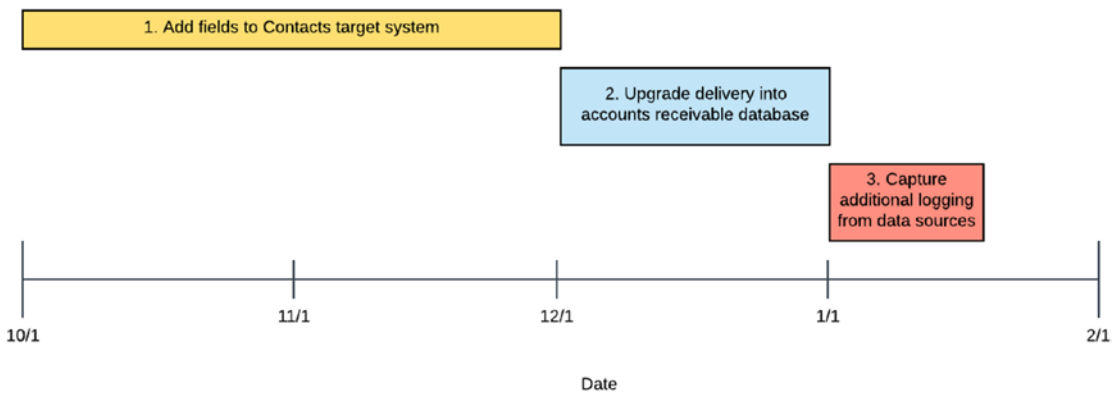 1. Add fields to Contacts target system
2. Upgrade delivery into
accounts receivable database
3. Capture
additional logging
from data sources
10/1
11/1
12/1
1/1
2/1
Date